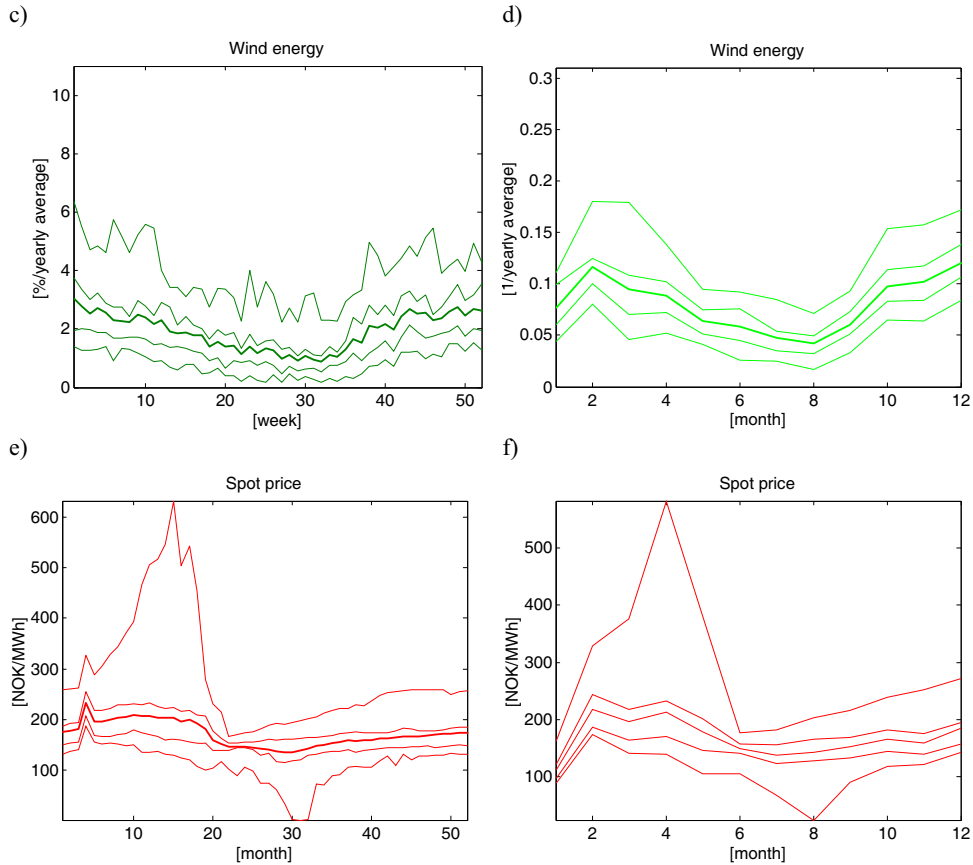 c)
d)
Wind energy
Wind energy
[%/yearly average]
10
8
6
4
2
0
10
20
30
40
50
[week]
[1/yearly average]
0.3
0.25
0.2
0.15
0.1
0.05
0
2
4
6
8
10
12
[month]
e)
f)
Spot price
Spot price
[NOK/MWh]
600
500
400
300
200
100
10
20
30
40
50
[month]
[NOK/MWh]
500
400
300
200
100
2
4
6
8
10
12
[month]